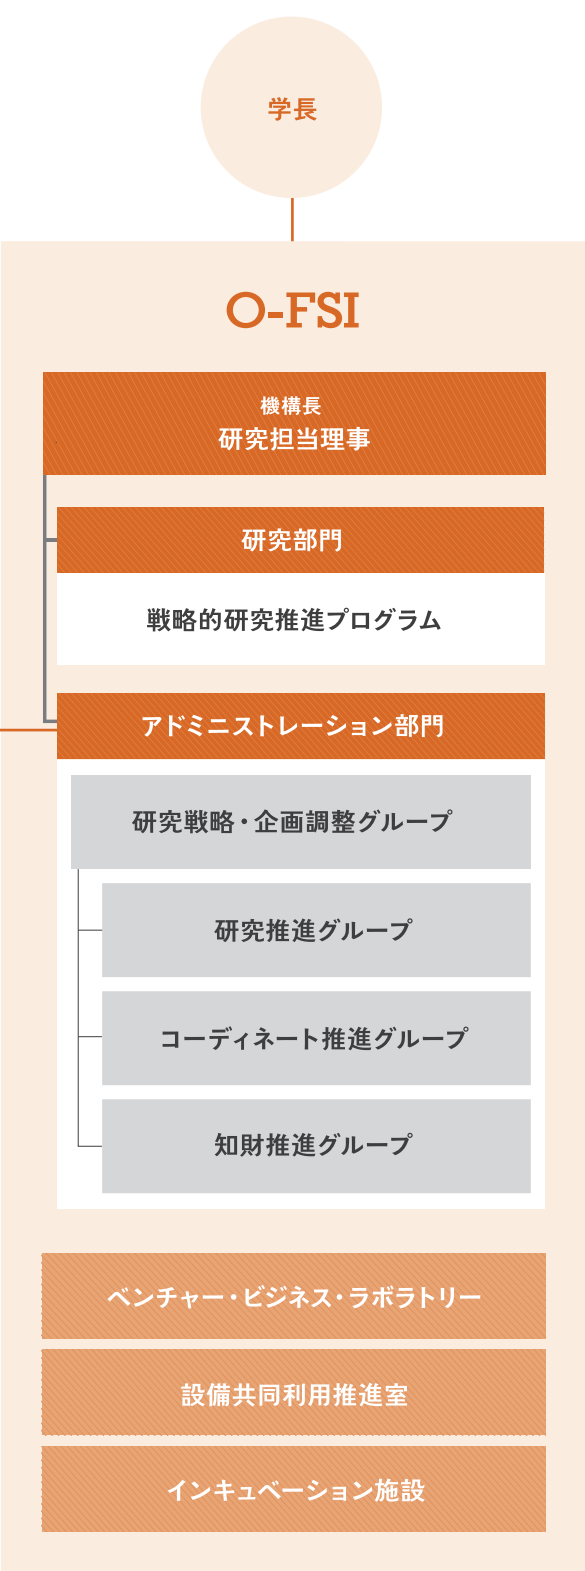 学長
O-FSI
機構長
研究担当理事
研究部門
戦略的研究推進プログラム
アドミニストレーション部門
研究戦略・企画調整グループ
研究推進グループ
コーディネート推進グループ
知財推進グループ
ベンチャー・ビジネス・ラボラトリー
設備共同利用推進室
インキュベーション施設